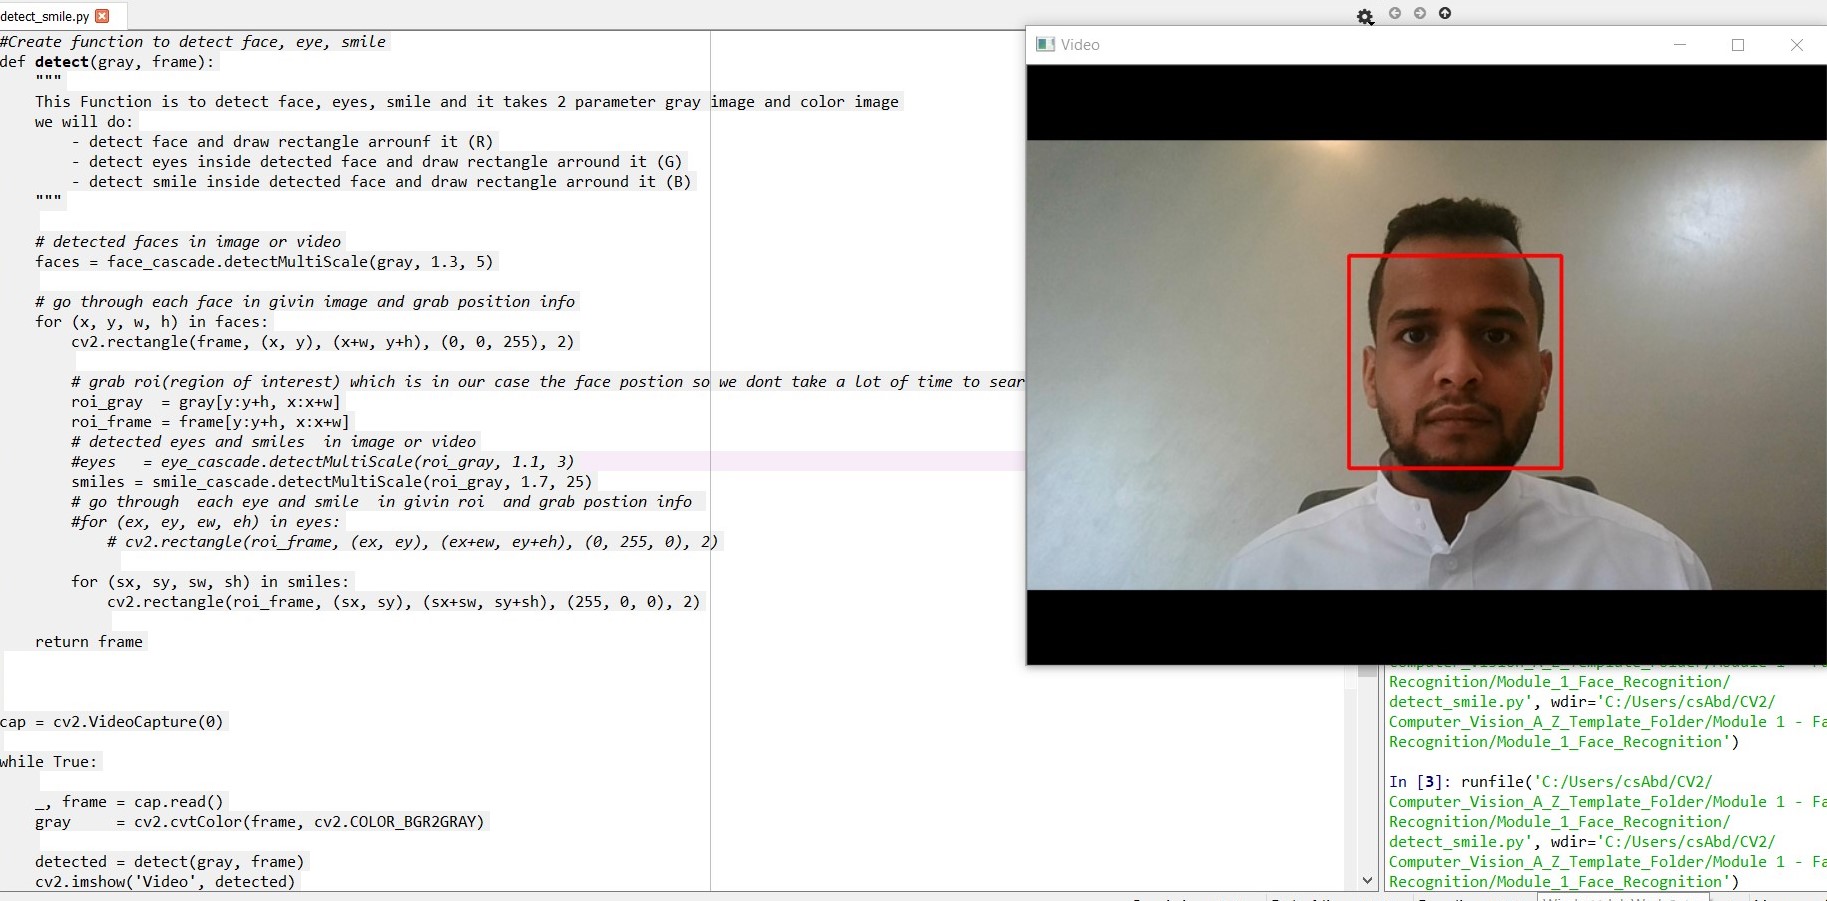 detect_smile.py
#Create function to detect face, eye, smile
def detect(gray, frame):
"""
This Function is to detect face, eyes, smile and it takes 2 parameter gray image and color image
we will do:
- detect face and draw rectangle arrounf it (R)
- detect eyes inside detected face and draw rectangle arround it (G)
- detect smile inside detected face and draw rectangle arround it (B)
"""
# detected faces in image or video
faces = face_cascade.detectMultiScale(gray, 1.3, 5)
# go through each face in givin image and grab position info
for (x, y, w, h) in faces:
cv2.rectangle(frame, (x, y), (x+w, y+h), (0, 0, 255), 2)
# grab roi(region of interest) which is in our case the face postion so we dont take a lot of time to sear
roi_gray  = gray[y:y+h, x:x+w]
roi_frame = frame[y:y+h, x:x+w]
# detected eyes and smiles  in image or video
#eyes   = eye_cascade.detectMultiScale(roi_gray, 1.1, 3)
smiles = smile_cascade.detectMultiScale(roi_gray, 1.7, 25)
# go through  each eye and smile  in givin roi  and grab postion info
#for (ex, ey, ew, eh) in eyes:
# cv2.rectangle(roi_frame, (ex, ey), (ex+ew, ey+eh), (0, 255, 0), 2)
for (sx, sy, sw, sh) in smiles:
cv2.rectangle(roi_frame, (sx, sy), (sx+sw, sy+sh), (255, 0, 0), 2)
return frame
cap = cv2.VideoCapture(0)
while True:
_, frame = cap.read()
gray     = cv2.cvtColor(frame, cv2.COLOR_BGR2GRAY)
detected = detect(gray, frame)
cv2.imshow('Video', detected)
Video
Computer_Vision_A_Z_Template_Folder/Module 1 - Fa
Recognition/Module_1_Face_Recognition/
detect_smile.py', wdir='C:/Users/csAbd/CV2/
Computer_Vision_A_Z_Template_Folder/Module 1 - Fa
Recognition/Module_1_Face_Recognition')
In [3]: runfile('C:/Users/csAbd/CV2/
Computer_Vision_A_Z_Template_Folder/Module 1 - Fa
Recognition/Module_1_Face_Recognition/
detect_smile.py', wdir='C:/Users/csAbd/CV2/
Computer_Vision_A_Z_Template_Folder/Module 1 - Fa
Recognition/Module_1_Face_Recognition')